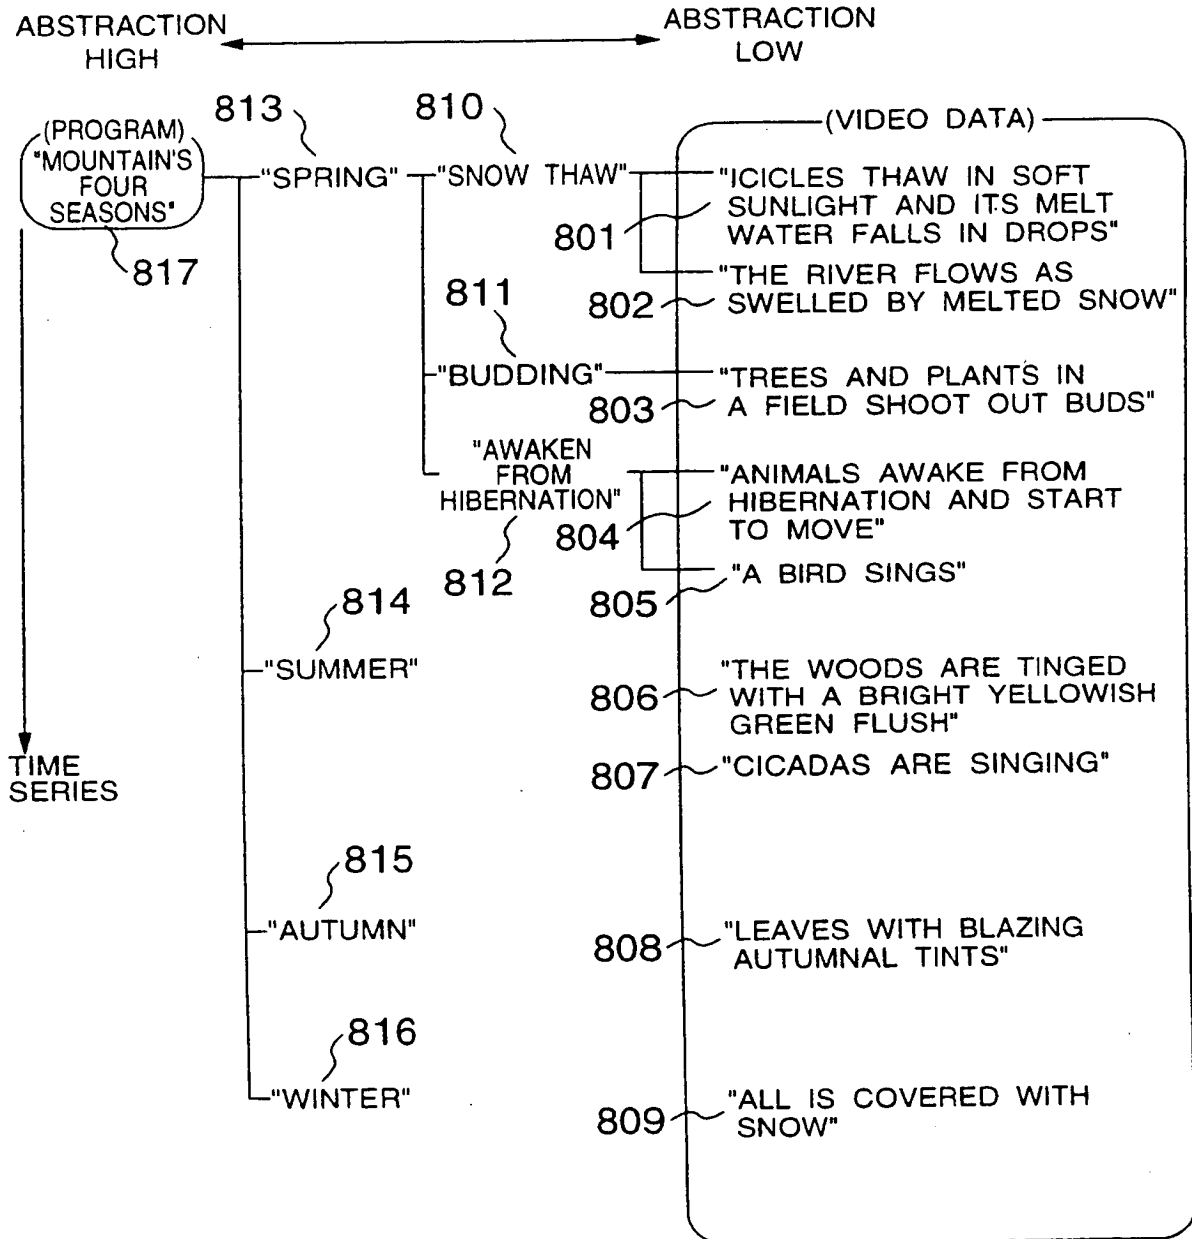 ABSTRACTION
HIGH
ABSTRACTION
LOW
813
810
(PROGRAM)
"MOUNTAIN'S
FOUR
SEASONS"
817
"SPRING"
"SNOW THAW"
(VIDEO DATA)
"ICICLES THAW IN SOFT
SUNLIGHT AND ITS MELT
WATER FALLS IN DROPS"
801
"THE RIVER FLOWS AS
SWELLED BY MELTED SNOW"
802
811
"BUDDING"
"TREES AND PLANTS IN
A FIELD SHOOT OUT BUDS"
803
"AWAKEN
FROM
HIBERNATION"
812
"ANIMALS AWAKE FROM
HIBERNATION AND START
TO MOVE"
804
"A BIRD SINGS"
805
814
"SUMMER"
"THE WOODS ARE TINGED
WITH A BRIGHT YELLOWISH
GREEN FLUSH"
806
TIME
SERIES
"CICADAS ARE SINGING"
807
815
"AUTUMN"
"LEAVES WITH BLAZING
AUTUMNAL TINTS"
808
816
"WINTER"
"ALL IS COVERED WITH
SNOW"
809